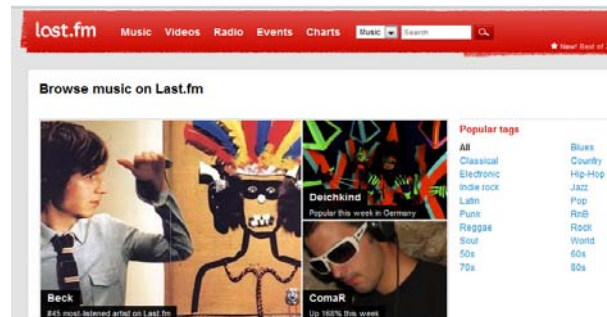 last.fm Music Videos Radio Events Charts Music Search
★ New! Best of
Browse music on Last.fm
Popular tags
All Blues
Classical Country
Electronic Hip-Hop
Indie rock Jazz
Latin Pop
Punk RnB
Reggae Rock
Soul World
50s 60s
70s 80s
Deichkind
Popular this week in Germany
Beck
#45 most-listened artist on Last.fm
ComaR
Up 168% this week